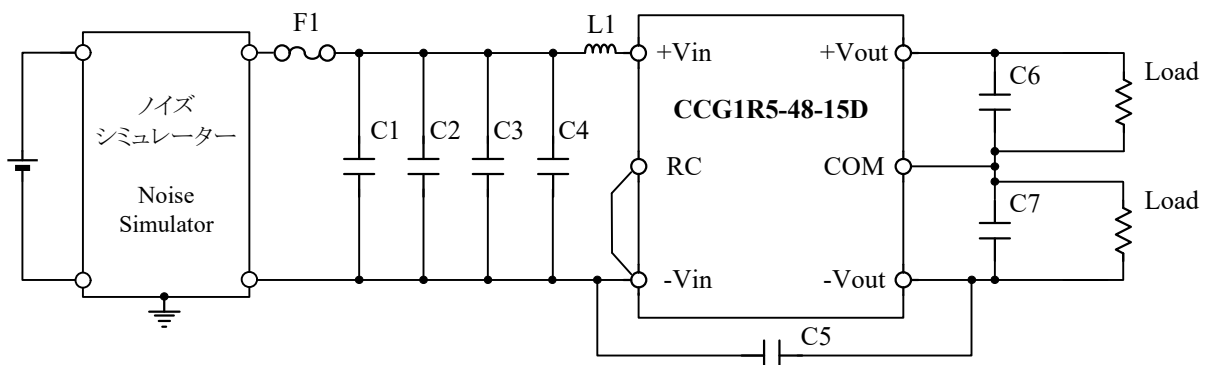 F1
L1
+Vin
+Vout
C6
Load
ノイズ
シミュレーター
CCG1R5-48-15D
C1
C2
C3
C4
RC
COM
Noise
Simulator
C7
Load
-Vin
-Vout
C5